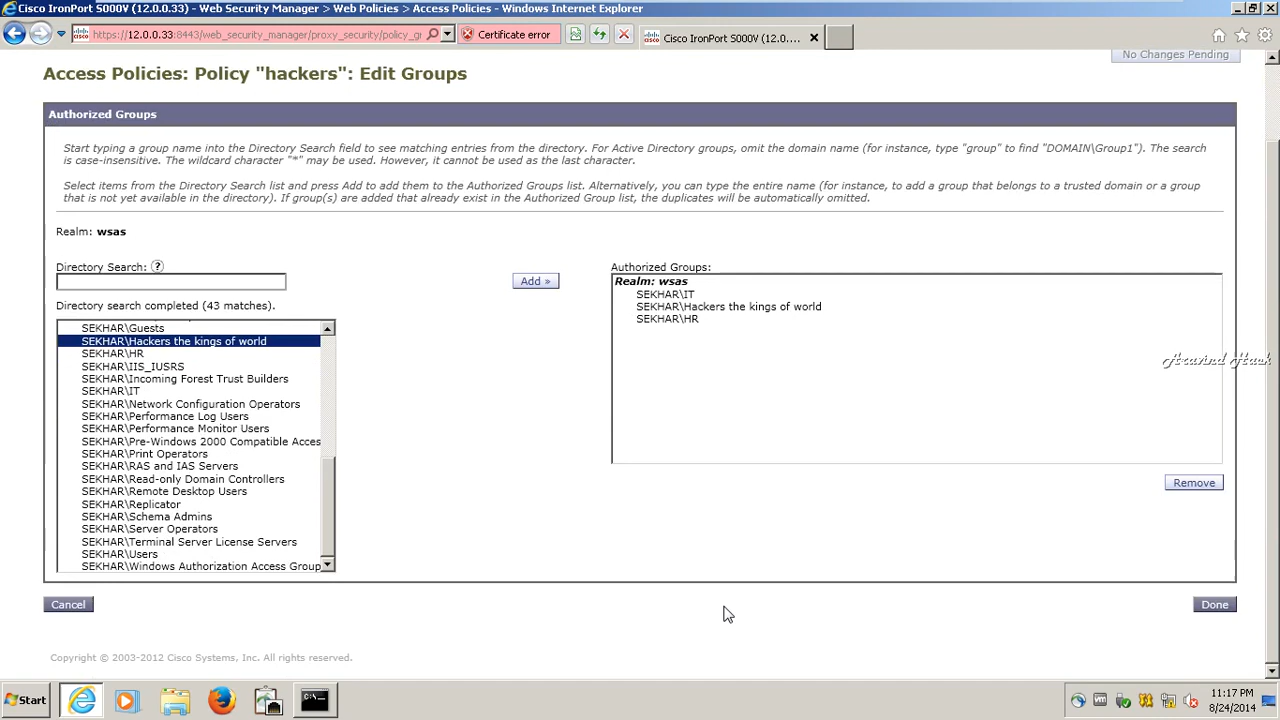 Cisco IronPort S000V (12.0.0.33) - Web Security Manager > Web Policies > Access Policies - Windows Internet Explorer
https://12.0.0.33:8443/web_security_manager/proxy_security/policy_gr
Certificate error
Cisco IronPort S000V (12.0....
No Changes Pending
Access Policies: Policy "hackers": Edit Groups
Authorized Groups
Start typing a group name into the Directory Search field to see matching entries from the directory. For Active Directory groups, omit the domain name (for instance, type "group" to find "DOMAIN\Group1"). The search
is case-insensitive. The wildcard character "*" may be used. However, it cannot be used as the last character.
Select items from the Directory Search list and press Add to add them to the Authorized Groups list. Alternatively, you can type the entire name (for instance, to add a group that belongs to a trusted domain or a group
that is not yet available in the directory). If group(s) are added that already exist in the Authorized Group list, the duplicates will be automatically omitted.
Realm: wsas
Directory Search: ?
Add »
Directory search completed (43 matches).
SEKHAR\Guests
SEKHAR\Hackers the kings of world
SEKHAR\HR
SEKHAR\IIS_IUSRS
SEKHAR\Incoming Forest Trust Builders
SEKHAR\IT
SEKHAR\Network Configuration Operators
SEKHAR\Performance Log Users
SEKHAR\Performance Monitor Users
SEKHAR\Pre-Windows 2000 Compatible Acces
SEKHAR\Print Operators
SEKHAR\RAS and IAS Servers
SEKHAR\Read-only Domain Controllers
SEKHAR\Remote Desktop Users
SEKHAR\Replicator
SEKHAR\Schema Admins
SEKHAR\Server Operators
SEKHAR\Terminal Server License Servers
SEKHAR\Users
SEKHAR\Windows Authorization Access Group
Authorized Groups:
Realm: wsas
SEKHAR\IT
SEKHAR\Hackers the kings of world
SEKHAR\HR
Aravind Hack
Remove
Cancel
Done
Copyright © 2003-2012 Cisco Systems, Inc. All rights reserved.
Start
11:17 PM
8/24/2014